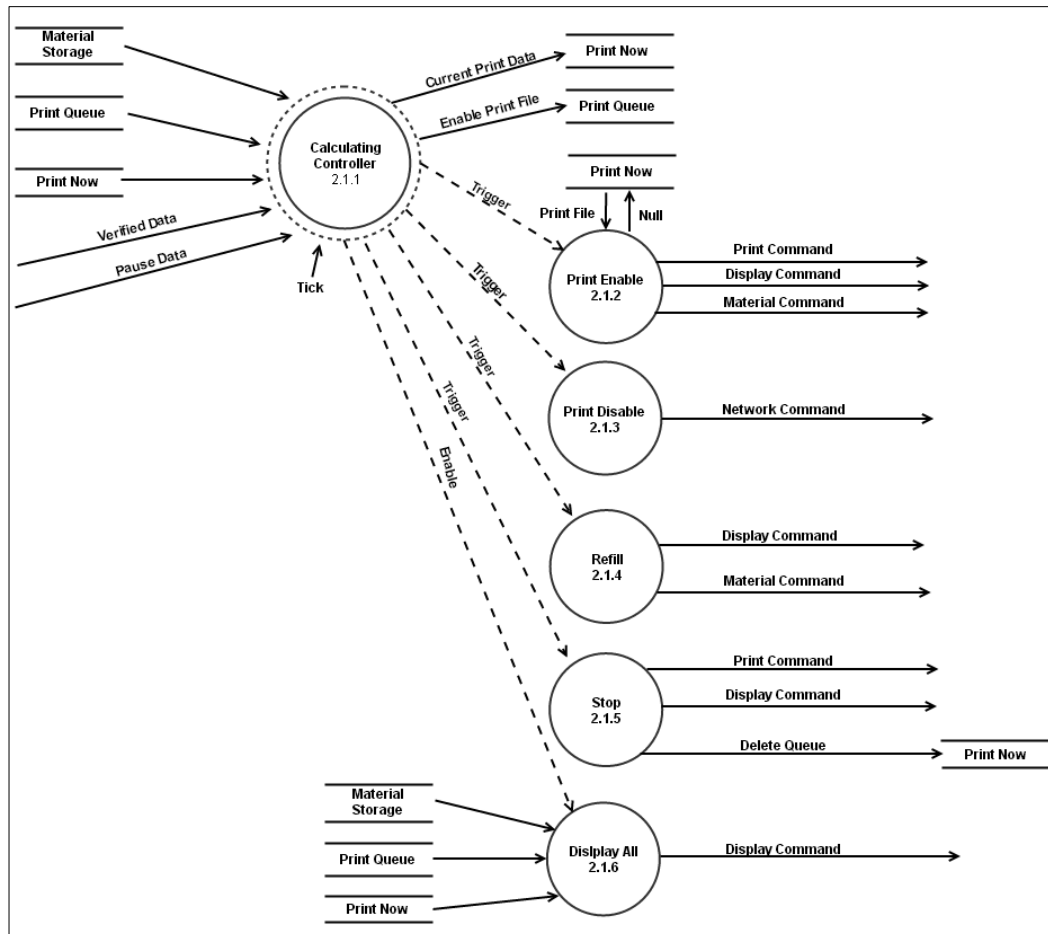 Material
Storage
Print Queue
Print Now
Verified Data
Pause Data
Tick
Calculating
Controller
2.1.1
Current Print Data
Enable Print File
Print Now
Print Queue
Print Now
Print File
Null
Trigger
Trigger
Trigger
Trigger
Enable
Print Enable
2.1.2
Print Command
Display Command
Material Command
Print Disable
2.1.3
Network Command
Refill
2.1.4
Display Command
Material Command
Stop
2.1.5
Print Command
Display Command
Delete Queue
Print Now
Material
Storage
Print Queue
Print Now
Dislplay All
2.1.6
Display Command